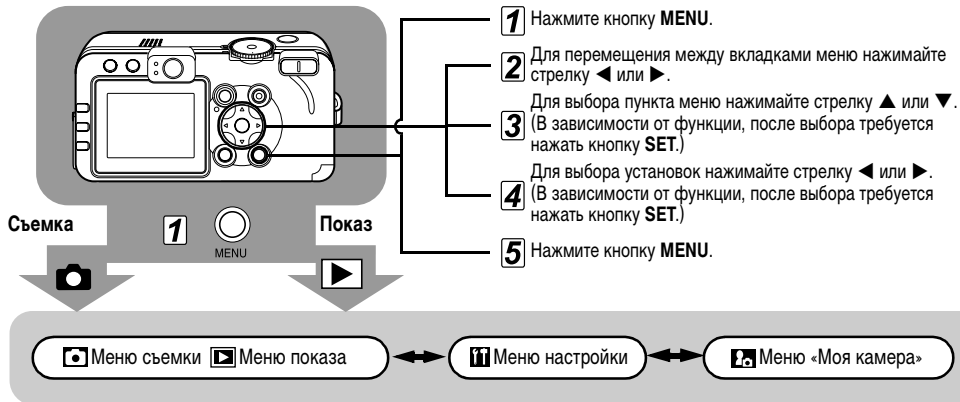 1 Нажмите кнопку MENU.
2 Для перемещения между вкладками меню нажимайте
стрелку ◀ или ▶.
3 Для выбора пункта меню нажимайте стрелку ▲ или ▼.
(В зависимости от функции, после выбора требуется
нажать кнопку SET.)
4 Для выбора установок нажимайте стрелку ◀ или ▶.
(В зависимости от функции, после выбора требуется
нажать кнопку SET.)
5 Нажмите кнопку MENU.
Съемка
1
MENU
Показ
Меню съемки Меню показа
Меню настройки
Меню «Моя камера»